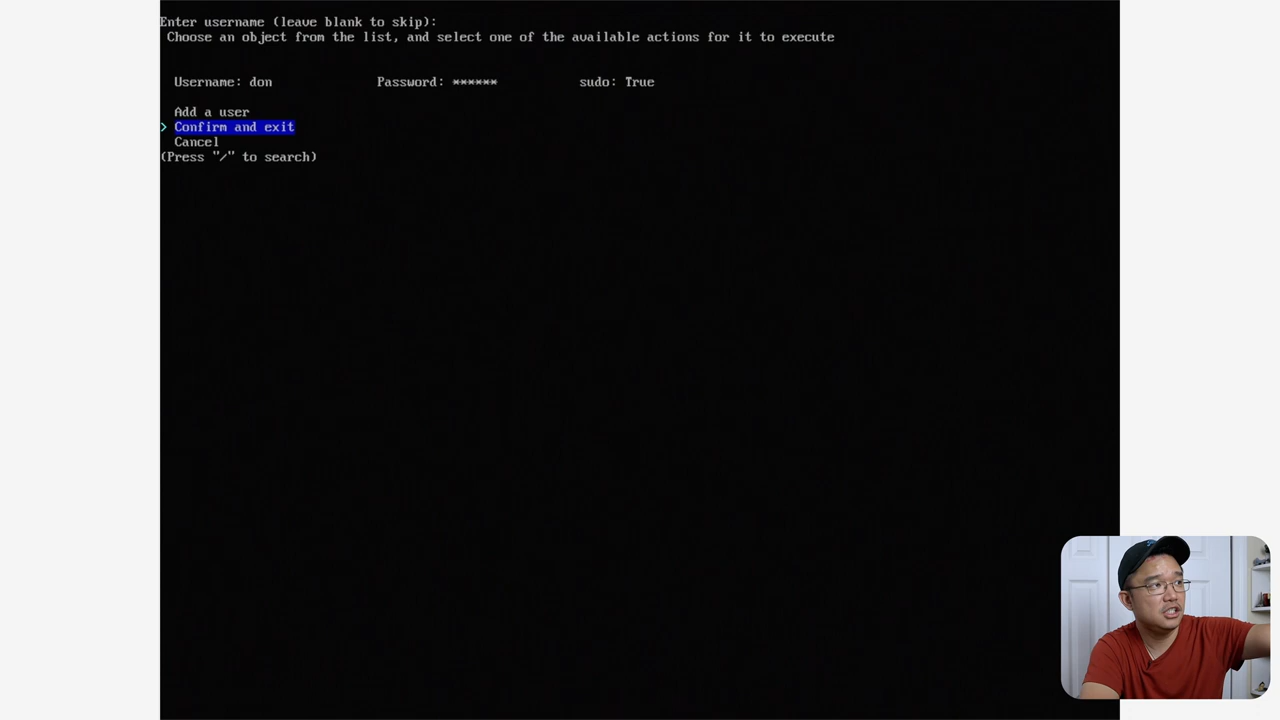 Enter username (leave blank to skip):
Choose an object from the list, and select one of the available actions for it to execute
Username: don Password: ****** sudo: True
Add a user
> Confirm and exit
Cancel
(Press "/" to search)